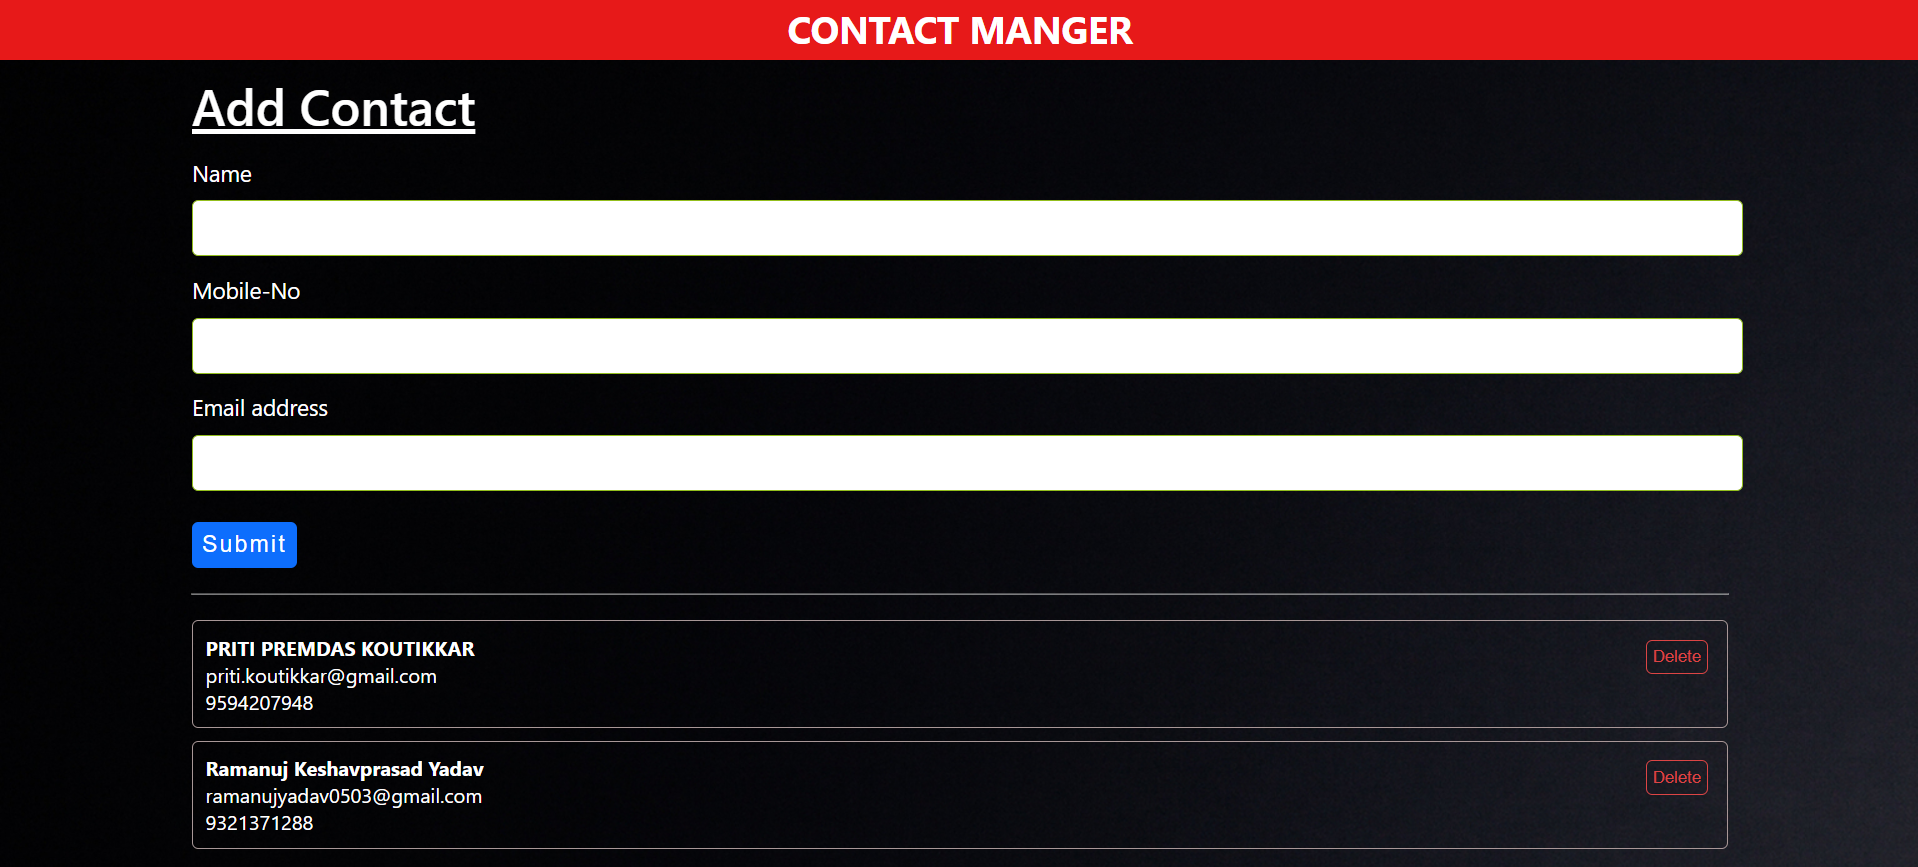 CONTACT MANGER
Add Contact
Name
Mobile-No
Email address
Submit
PRITI PREMDAS KOUTIKKAR
priti.koutikkar@gmail.com
9594207948
Delete
Ramanuj Keshavprasad Yadav
ramanujyadav0503@gmail.com
9321371288
Delete